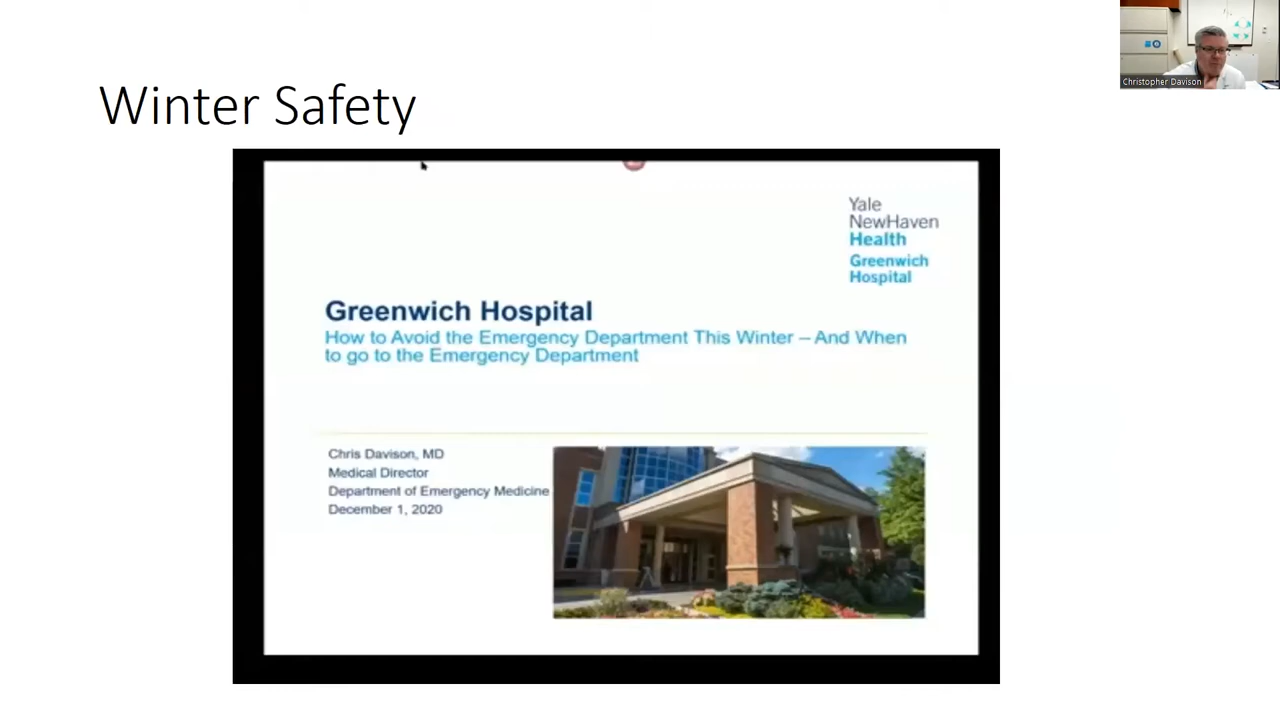 Winter Safety
Christopher Davison
Yale
NewHaven
Health
Greenwich
Hospital
Greenwich Hospital
How to Avoid the Emergency Department This Winter – And When
to go to the Emergency Department
Chris Davison, MD
Medical Director
Department of Emergency Medicine
December 1, 2020